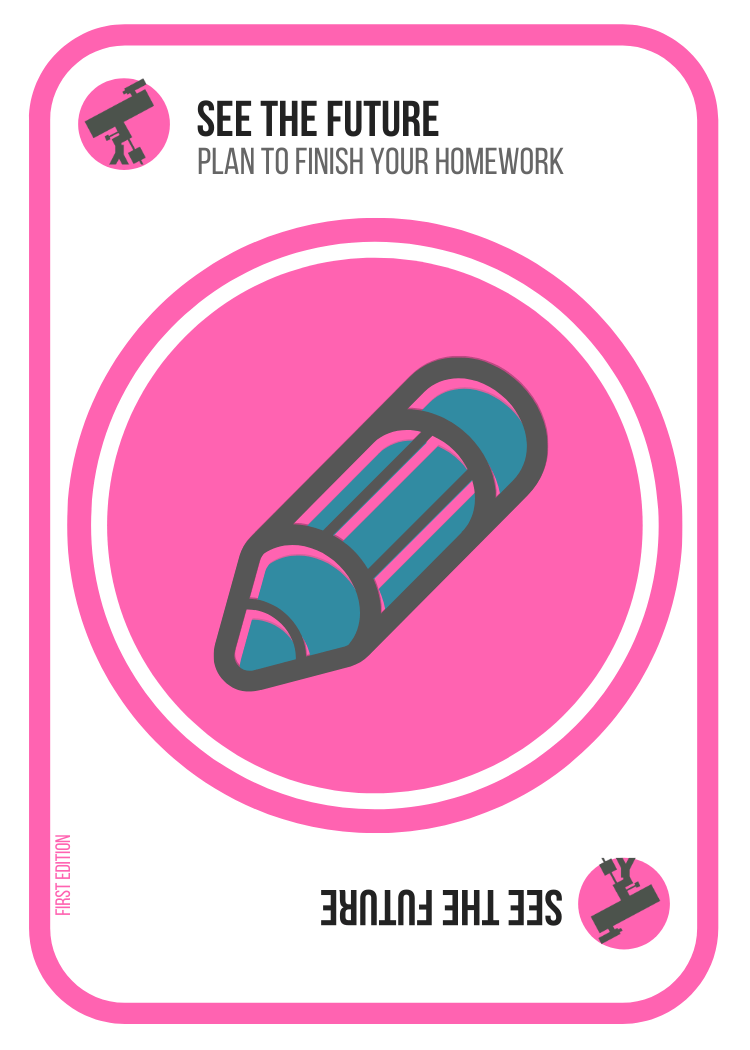 SEE THE FUTURE
PLAN TO FINISH YOUR HOMEWORK
FIRST EDITION
SEE THE FUTURE